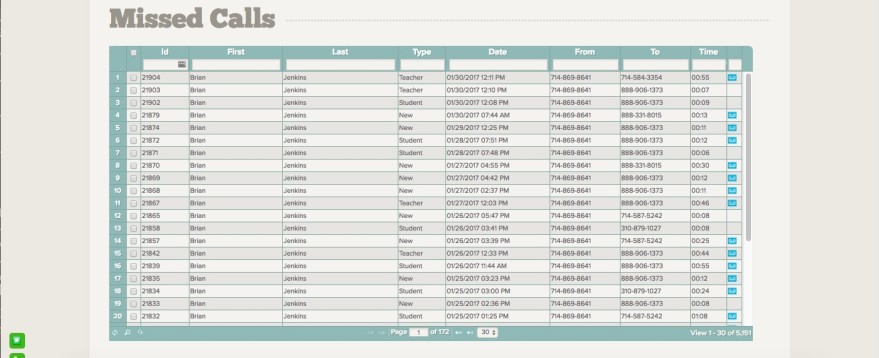 Missed Calls
Id First Last Type Date From To Time
1 21904 Brian Jenkins Teacher 01/30/2017 12:11 PM 714-869-8641 714-584-3354 00:55
2 21903 Brian Jenkins Teacher 01/30/2017 12:10 PM 714-869-8641 888-906-1373 00:07
3 21902 Brian Jenkins Student 01/30/2017 12:08 PM 714-869-8641 888-906-1373 00:09
4 21879 Brian Jenkins New 01/30/2017 07:44 AM 714-869-8641 888-331-8015 00:13
5 21874 Brian Jenkins New 01/29/2017 12:25 PM 714-869-8641 888-906-1373 00:11
6 21872 Brian Jenkins Student 01/28/2017 07:51 PM 714-869-8641 888-906-1373 00:12
7 21871 Brian Jenkins Student 01/28/2017 07:48 PM 714-869-8641 888-906-1373 00:06
8 21870 Brian Jenkins New 01/27/2017 04:55 PM 714-869-8641 888-331-8015 00:30
9 21869 Brian Jenkins New 01/27/2017 04:42 PM 714-869-8641 888-906-1373 00:12
10 21868 Brian Jenkins New 01/27/2017 02:37 PM 714-869-8641 888-906-1373 00:11
11 21867 Brian Jenkins Teacher 01/27/2017 12:03 PM 714-869-8641 888-906-1373 00:46
12 21865 Brian Jenkins New 01/26/2017 05:47 PM 714-869-8641 714-587-5242 00:08
13 21858 Brian Jenkins Student 01/26/2017 03:41 PM 714-869-8641 310-879-1027 00:08
14 21857 Brian Jenkins New 01/26/2017 03:39 PM 714-869-8641 714-587-5242 00:25
15 21842 Brian Jenkins Teacher 01/26/2017 12:33 PM 714-869-8641 888-906-1373 00:44
16 21839 Brian Jenkins Student 01/26/2017 11:44 AM 714-869-8641 888-906-1373 00:55
17 21835 Brian Jenkins New 01/25/2017 03:23 PM 714-869-8641 888-906-1373 00:12
18 21834 Brian Jenkins Student 01/25/2017 03:00 PM 714-869-8641 310-879-1027 00:24
19 21833 Brian Jenkins New 01/25/2017 02:36 PM 714-869-8641 888-906-1373 00:08
20 21832 Brian Jenkins Student 01/25/2017 01:25 PM 714-869-8641 714-587-5242 01:08
Page 1 of 172 30 View 1 - 30 of 5,151